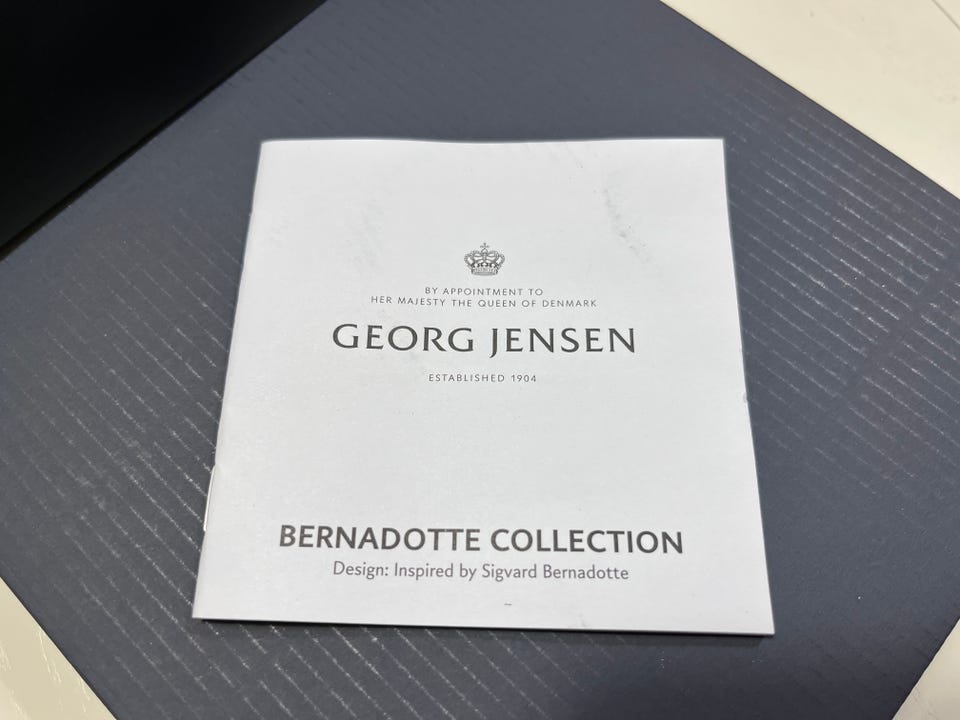 BY APPOINTMENT TO
HER MAJESTY THE QUEEN OF DENMARK
GEORG JENSEN
ESTABLISHED 1904
BERNADOTTE COLLECTION
Design: Inspired by Sigvard Bernadotte